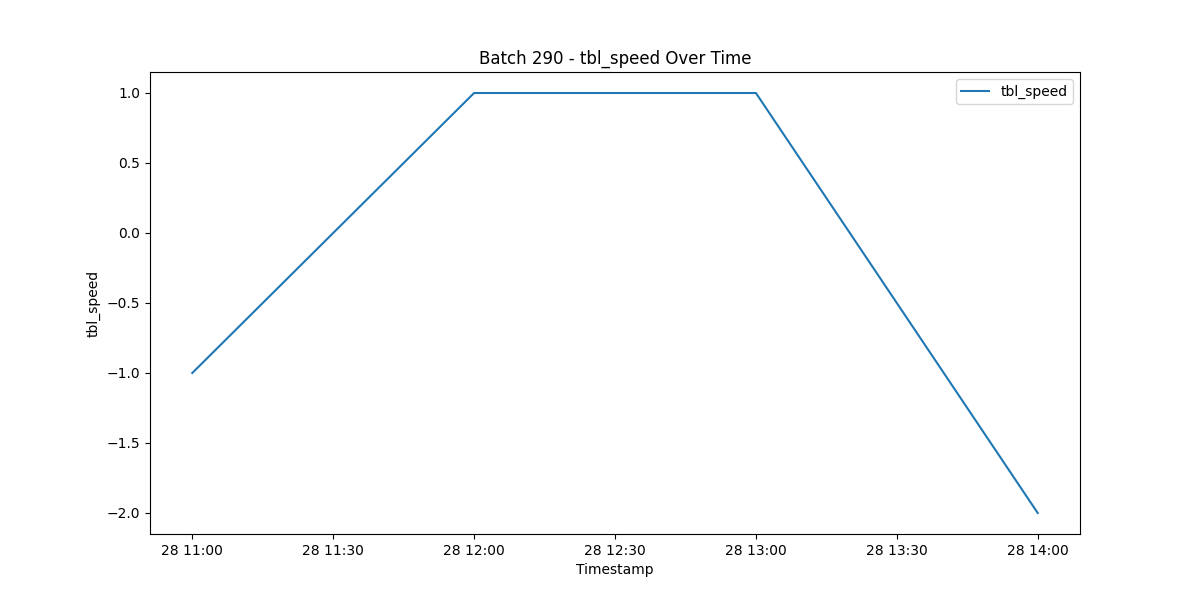 Batch 290 - tbl_speed Over Time
tbl_speed
1.0
0.5
0.0
−0.5
−1.0
−1.5
−2.0
tbl_speed
28 11:00 28 11:30 28 12:00 28 12:30 28 13:00 28 13:30 28 14:00
Timestamp